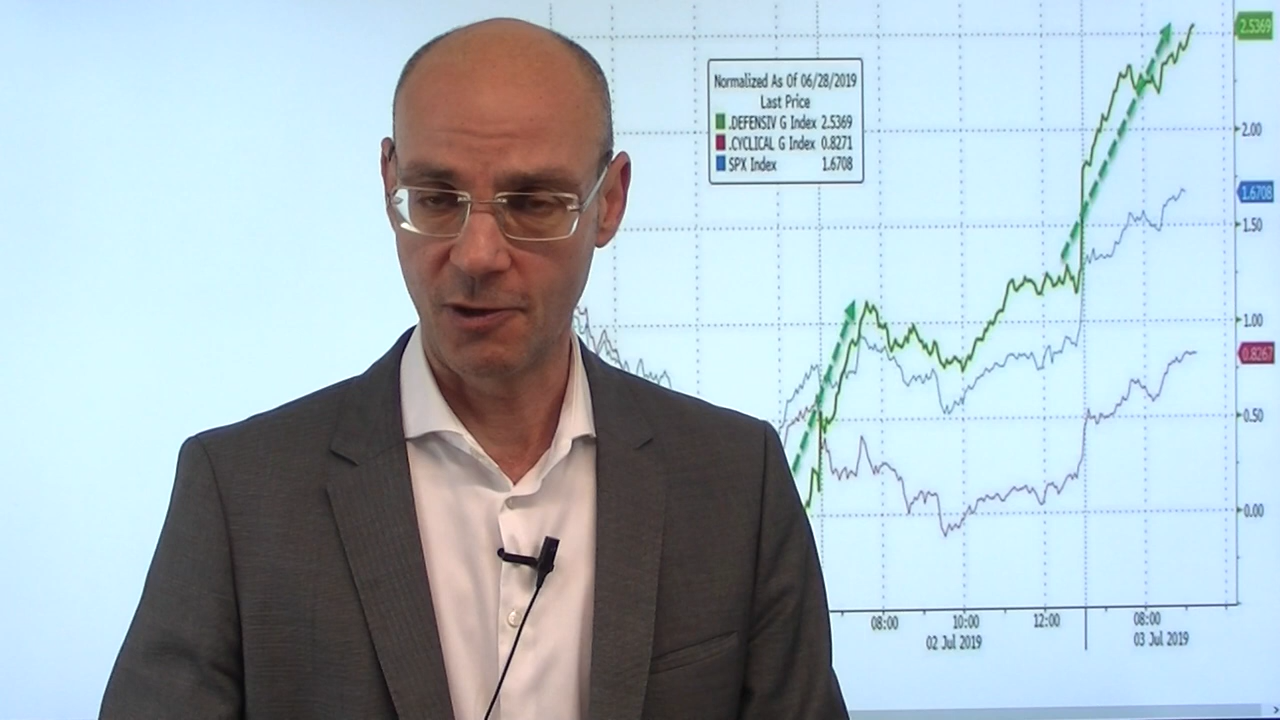 Normalized As Of 06/28/2019
Last Price
.DEFENSIV G Index 2.5369
.CYCLICAL G Index 0.8271
SPX Index 1.6708
2.5369
2.00
1.6708
1.50
1.00
0.8267
0.50
0.00
08:00 10:00 12:00 08:00
02 Jul 2019 03 Jul 2019